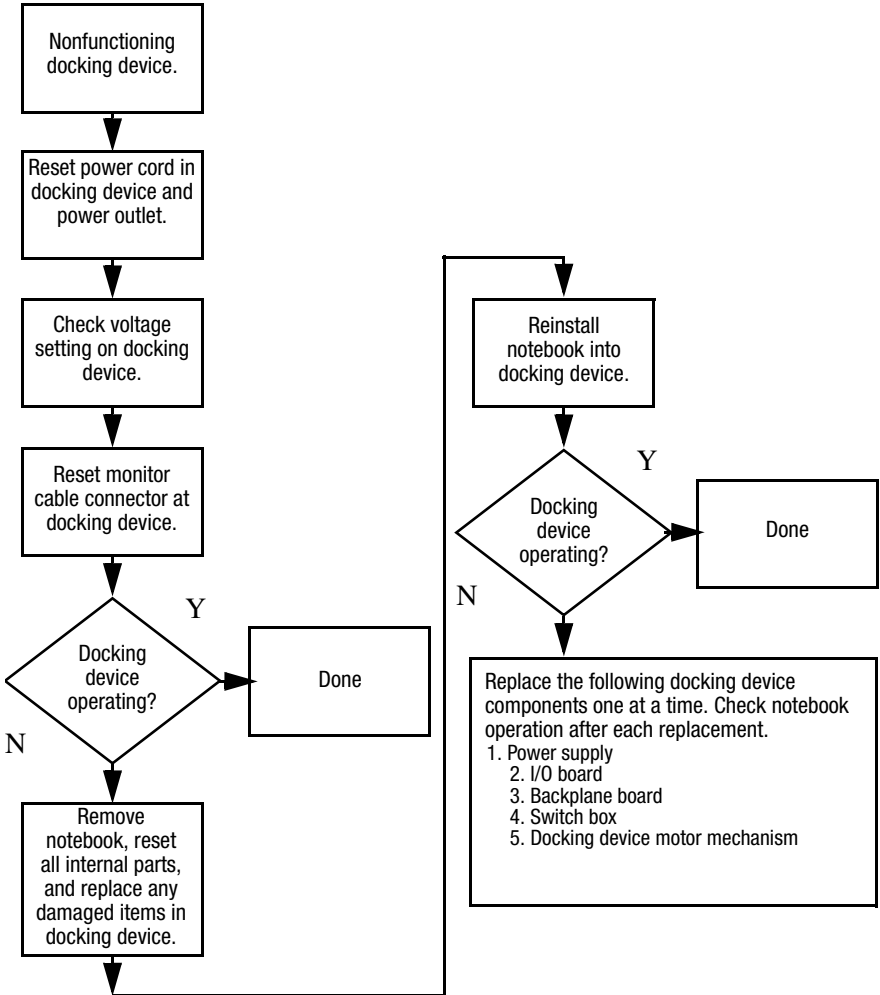 Nonfunctioning
docking device.
Reset power cord in
docking device and
power outlet.
Check voltage
setting on docking
device.
Reset monitor
cable connector at
docking device.
Docking
device
operating?
Y
Done
N
Remove
notebook, reset
all internal parts,
and replace any
damaged items in
docking device.
Reinstall
notebook into
docking device.
Docking
device
operating?
Y
Done
N
Replace the following docking device
components one at a time. Check notebook
operation after each replacement.
1. Power supply
2. I/O board
3. Backplane board
4. Switch box
5. Docking device motor mechanism